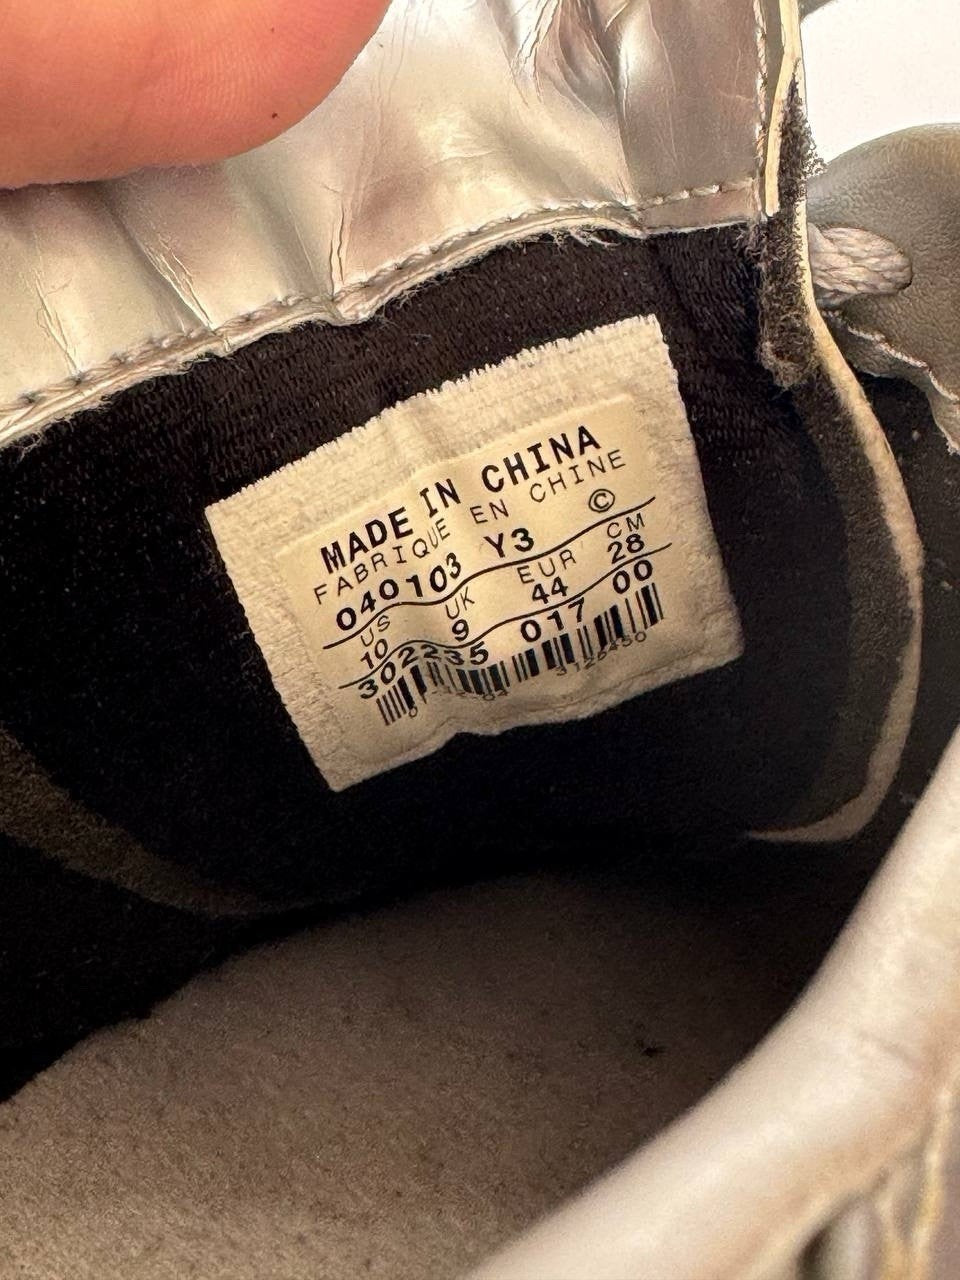 MADE IN CHINA
FABRIQUE EN CHINE
040103 Y3 ©
US UK EUR CM
10 9 44 28
302235 017 00